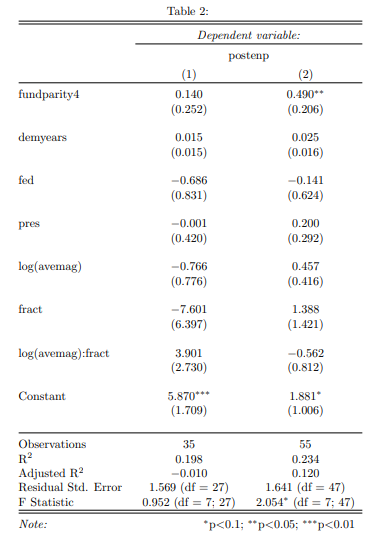 Table 2:
Dependent variable:
postenp
(1) (2)
fundparity4 0.140 0.490**
(0.252) (0.206)
demyears 0.015 0.025
(0.015) (0.016)
fed −0.686 −0.141
(0.831) (0.624)
pres −0.001 0.200
(0.420) (0.292)
log(avemag) −0.766 0.457
(0.776) (0.416)
fract −7.601 1.388
(6.397) (1.421)
log(avemag):fract 3.901 −0.562
(2.730) (0.812)
Constant 5.870*** 1.881*
(1.709) (1.006)
Observations 35 55
R² 0.198 0.234
Adjusted R² −0.010 0.120
Residual Std. Error 1.569 (df = 27) 1.641 (df = 47)
F Statistic 0.952 (df = 7; 27) 2.054* (df = 7; 47)
Note: *p<0.1; **p<0.05; ***p<0.01